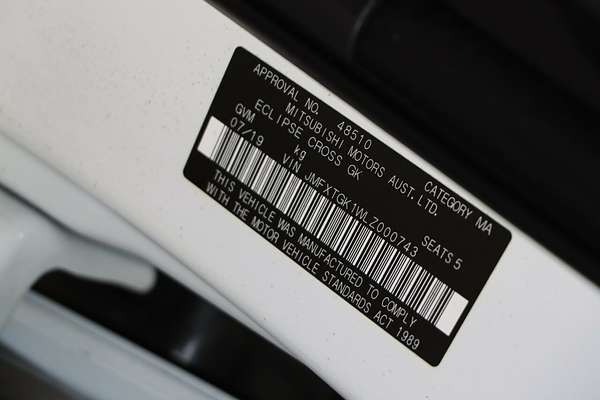 APPROVAL NO. 48510 CATEGORY MA
MITSUBISHI MOTORS AUST. LTD.
ECLIPSE CROSS GK
GVM kg SEATS 5
07/19 VIN JMFXTGK1WLZ000743
THIS VEHICLE WAS MANUFACTURED TO COMPLY
WITH THE MOTOR VEHICLE STANDARDS ACT 1989